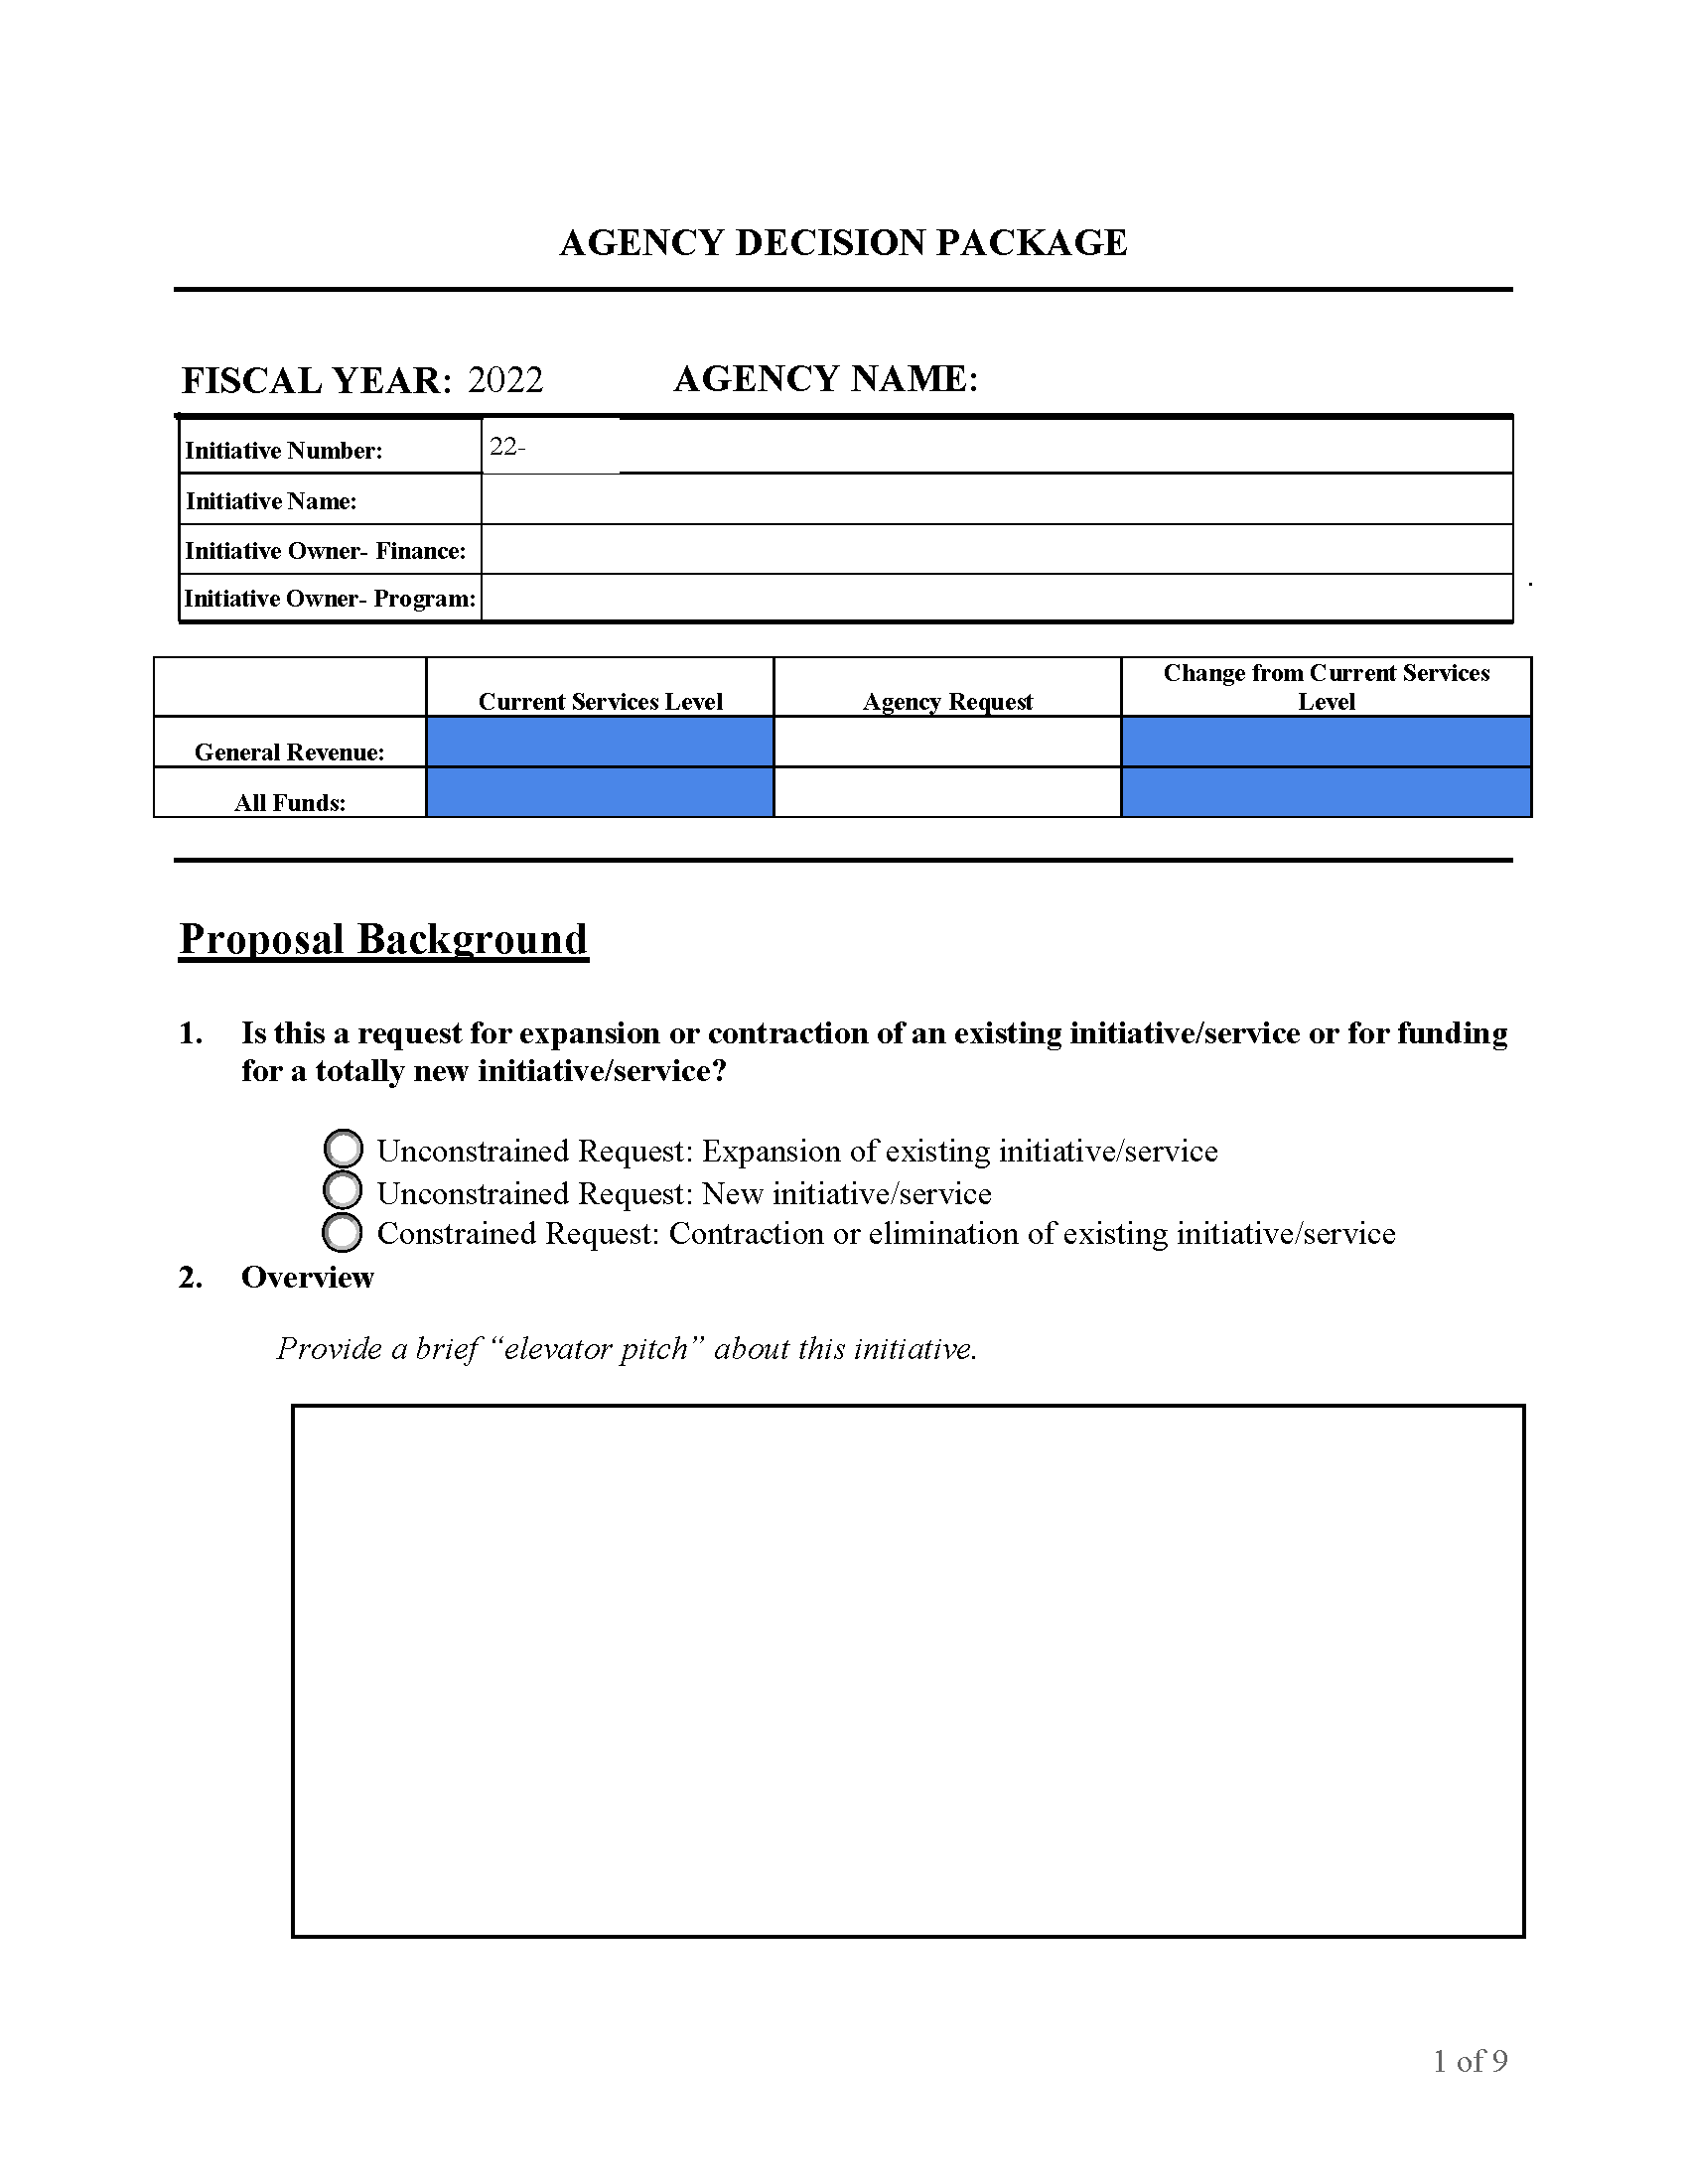 AGENCY DECISION PACKAGE
FISCAL YEAR: 2022 AGENCY NAME:
Initiative Number: 22-
Initiative Name:
Initiative Owner- Finance:
Initiative Owner- Program:
Current Services Level Agency Request Change from Current Services Level
General Revenue:
All Funds:
Proposal Background
1. Is this a request for expansion or contraction of an existing initiative/service or for funding
for a totally new initiative/service?
Unconstrained Request: Expansion of existing initiative/service
Unconstrained Request: New initiative/service
Constrained Request: Contraction or elimination of existing initiative/service
2. Overview
Provide a brief “elevator pitch” about this initiative.
1 of 9